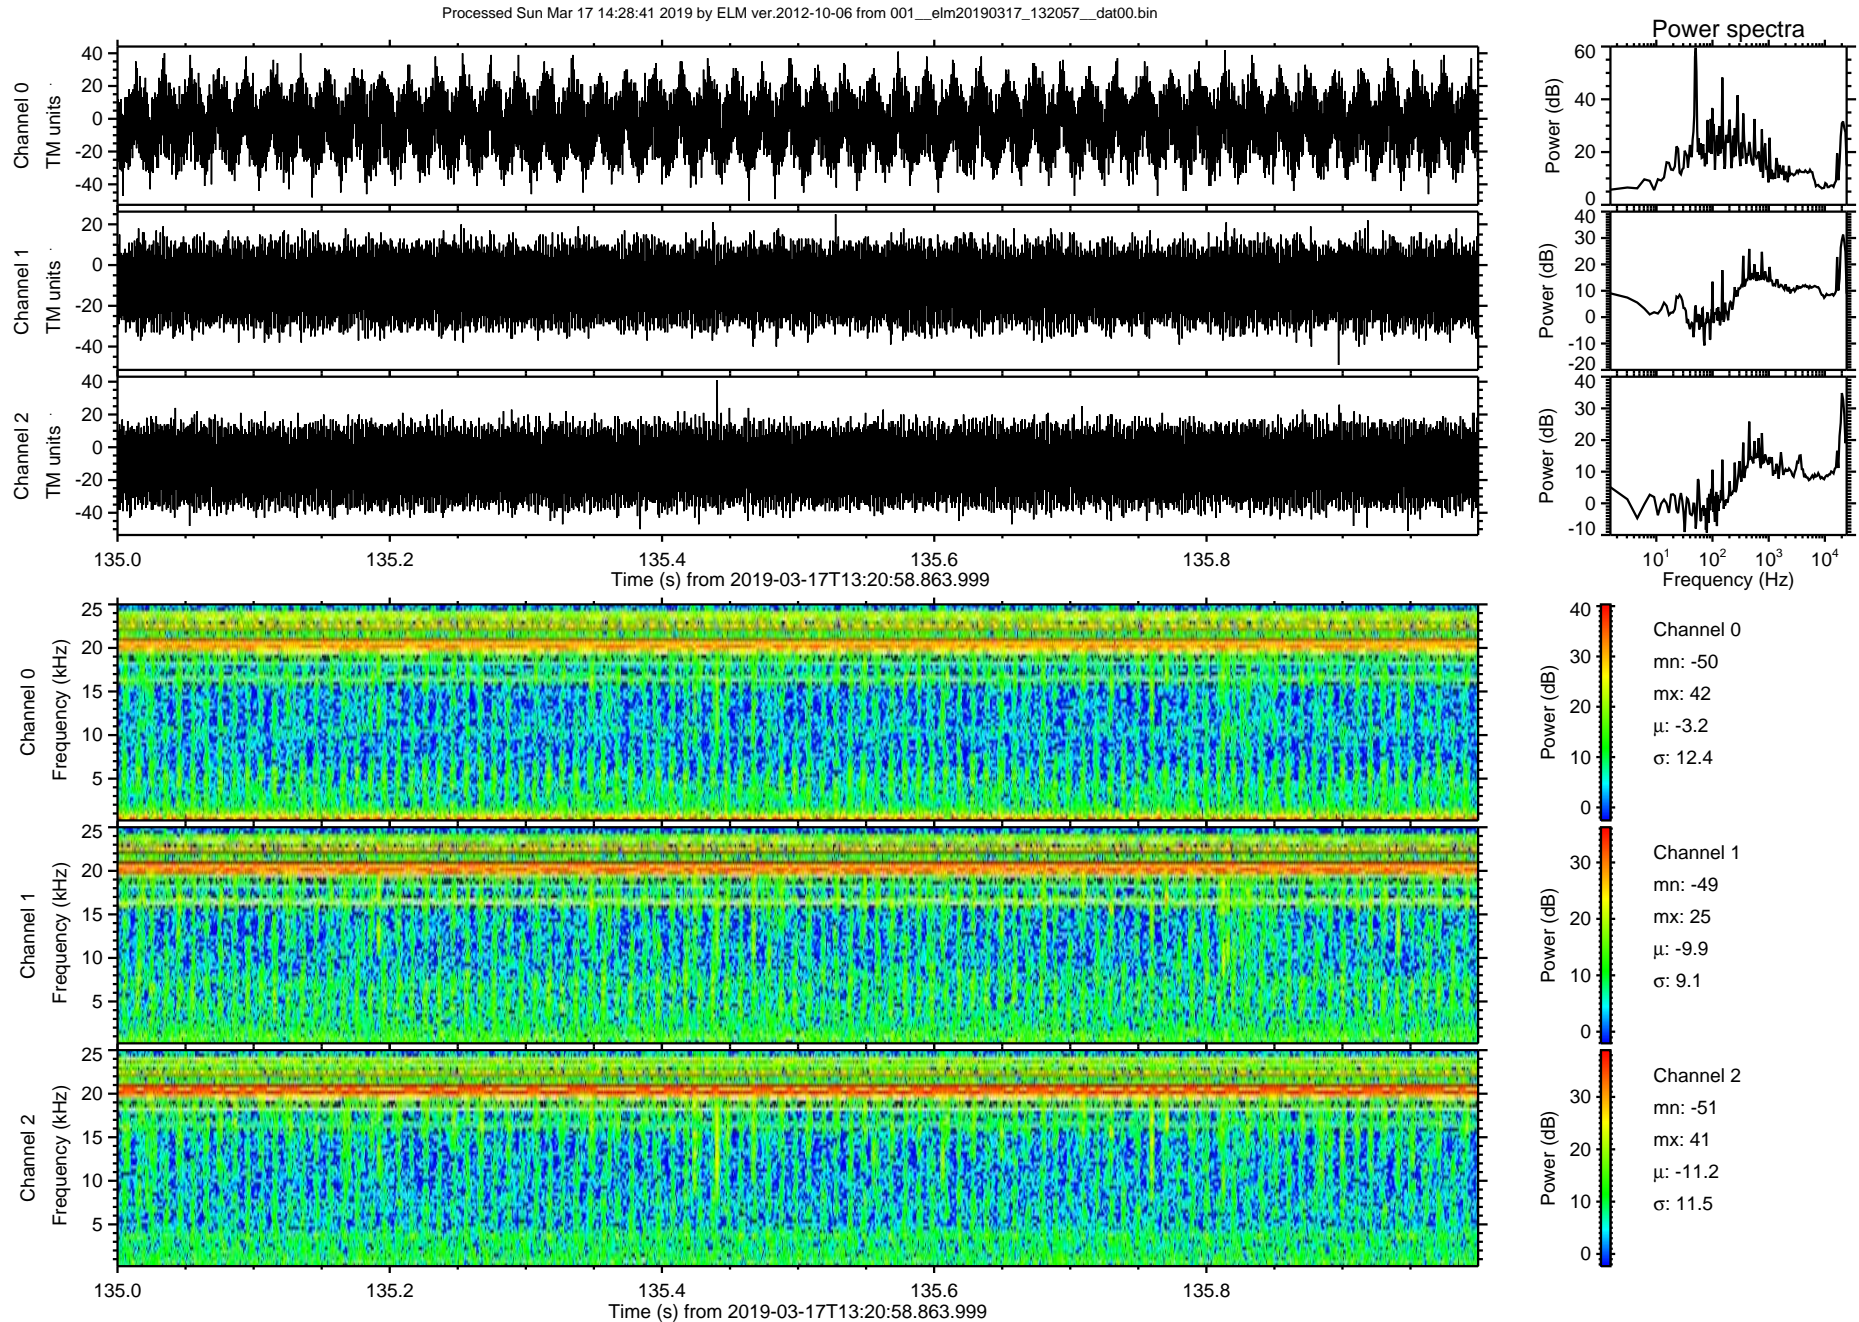 Processed Sun Mar 17 14:28:41 2019 by ELM ver.2012-10-06 from 001__elm20190317_132057__dat00.bin
Power spectra
Channel 0
TM units
40
20
0
-20
-40
Power (dB)
60
40
20
0
Channel 1
TM units
20
0
-20
-40
Power (dB)
40
30
20
10
0
-10
-20
Channel 2
TM units
40
20
0
-20
-40
Power (dB)
40
30
20
10
0
-10
135.0 135.2 135.4 135.6 135.8
Time (s) from 2019-03-17T13:20:58.863.999
10¹ 10² 10³ 10⁴
Frequency (Hz)
Channel 0
Frequency (kHz)
25
20
15
10
5
Power (dB)
40
30
20
10
0
Channel 0
mn: -50
mx: 42
μ: -3.2
σ: 12.4
Channel 1
Frequency (kHz)
25
20
15
10
5
Power (dB)
30
20
10
0
Channel 1
mn: -49
mx: 25
μ: -9.9
σ: 9.1
Channel 2
Frequency (kHz)
25
20
15
10
5
Power (dB)
30
20
10
0
Channel 2
mn: -51
mx: 41
μ: -11.2
σ: 11.5
135.0 135.2 135.4 135.6 135.8
Time (s) from 2019-03-17T13:20:58.863.999